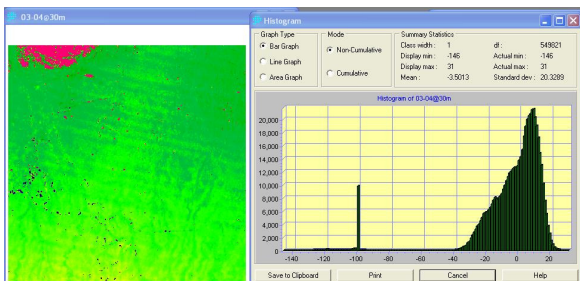 03-04@30m
Histogram
Graph Type
Bar Graph
Line Graph
Area Graph
Mode
Non-Cumulative
Cumulative
Summary Statistics
Class width : 1 df : 549821
Display min : -146 Actual min : -146
Display max : 31 Actual max : 31
Mean : -3.5013 Standard dev : 20.3289
Histogram of 03-04@30m
20,000
18,000
16,000
14,000
12,000
10,000
8,000
6,000
4,000
2,000
0
-140 -120 -100 -80 -60 -40 -20 0 20
Save to Clipboard Print Cancel Help